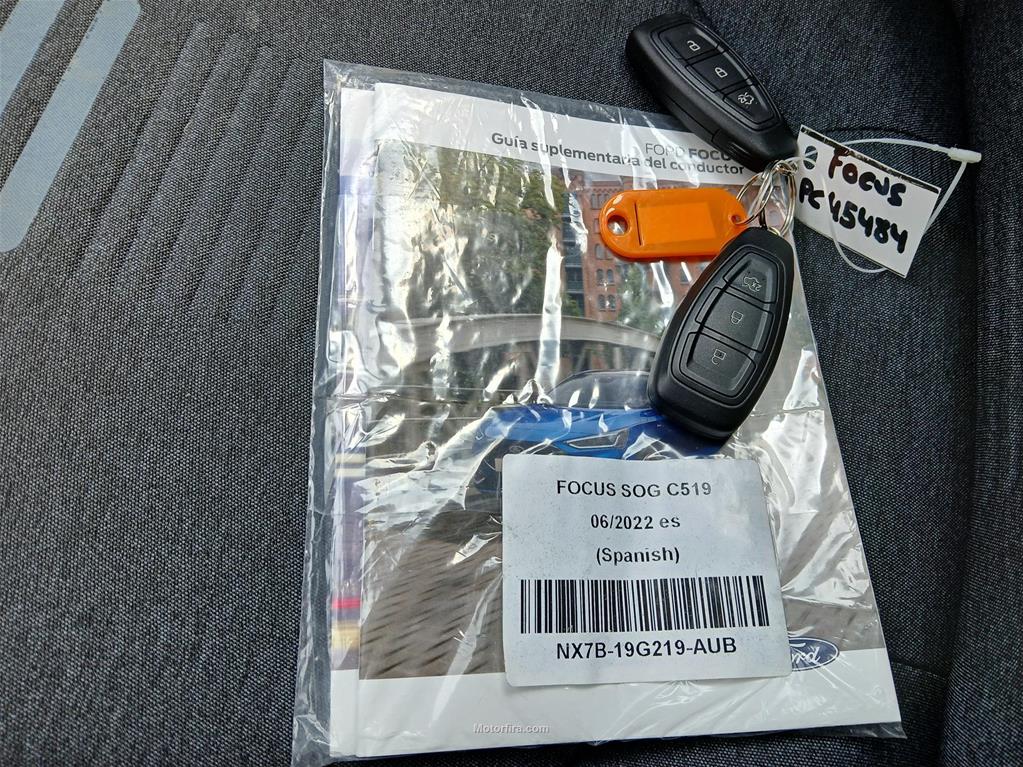 FORD FOCUS
Guía suplementaria del conductor
Focus
PC 45484
FOCUS SOG C519
06/2022 es
(Spanish)
NX7B-19G219-AUB
Ford
Motorfira.com